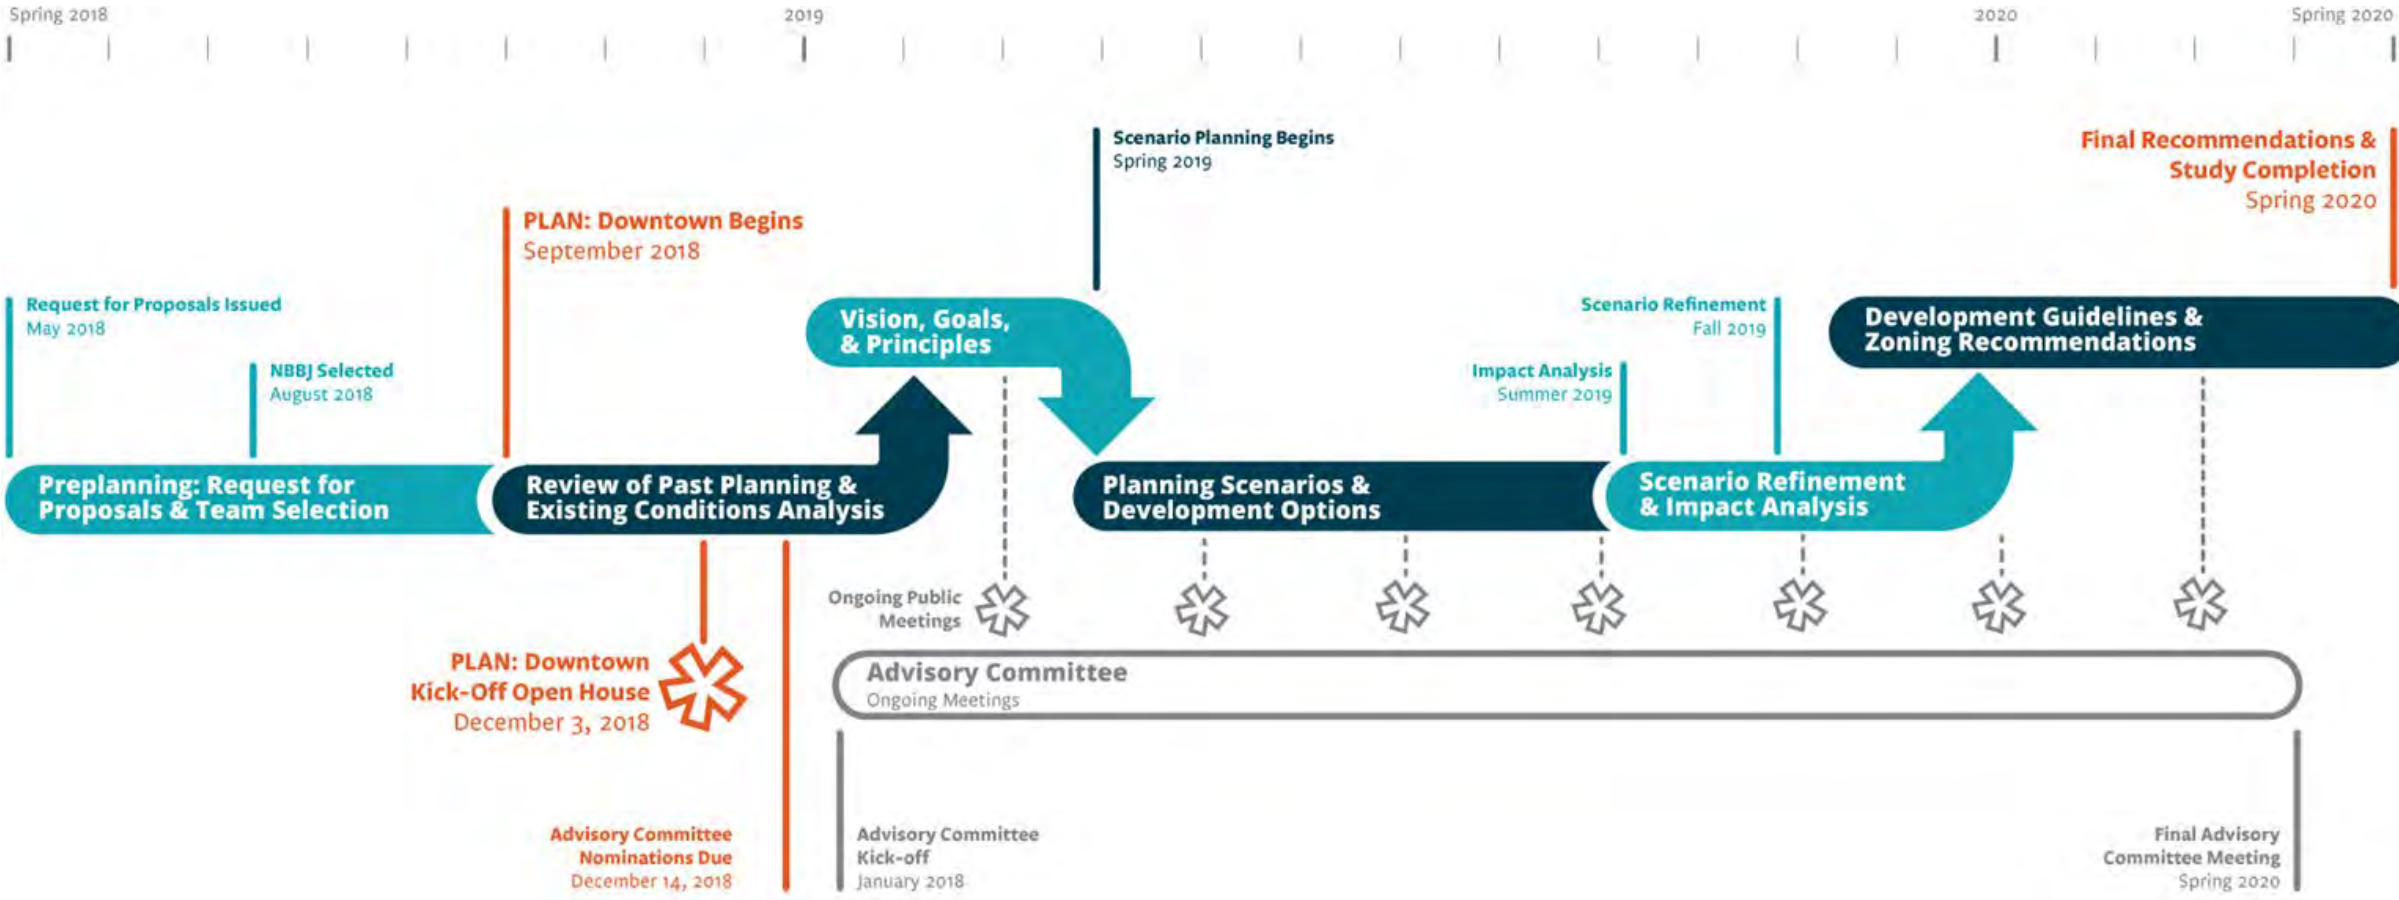 Spring 2018
2019
2020
Spring 2020
Scenario Planning Begins
Spring 2019
Final Recommendations &
Study Completion
Spring 2020
PLAN: Downtown Begins
September 2018
Request for Proposals Issued
May 2018
NBBJ Selected
August 2018
Vision, Goals,
& Principles
Scenario Refinement
Fall 2019
Impact Analysis
Summer 2019
Development Guidelines &
Zoning Recommendations
Preplanning: Request for
Proposals & Team Selection
Review of Past Planning &
Existing Conditions Analysis
Planning Scenarios &
Development Options
Scenario Refinement
& Impact Analysis
Ongoing Public
Meetings
PLAN: Downtown
Kick-Off Open House
December 3, 2018
Advisory Committee
Ongoing Meetings
Advisory Committee
Nominations Due
December 14, 2018
Advisory Committee
Kick-off
January 2018
Final Advisory
Committee Meeting
Spring 2020